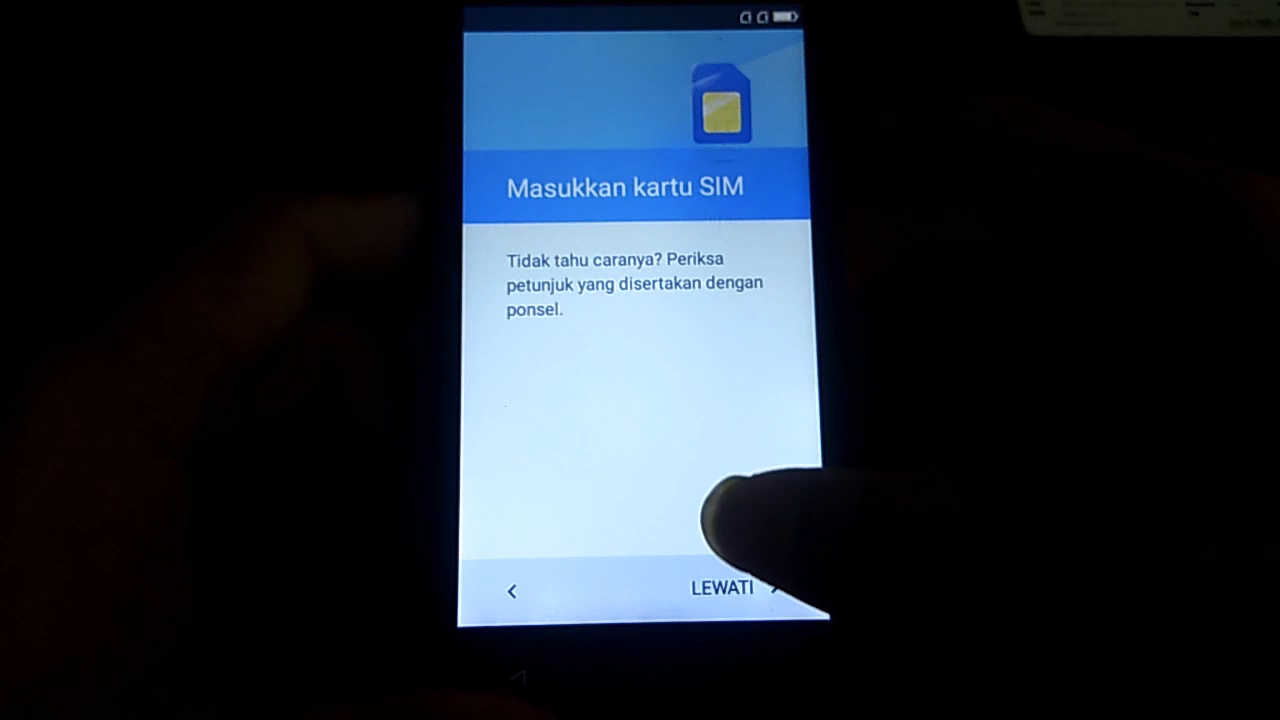 Masukkan kartu SIM
Tidak tahu caranya? Periksa
petunjuk yang disertakan dengan
ponsel.
LEWATI